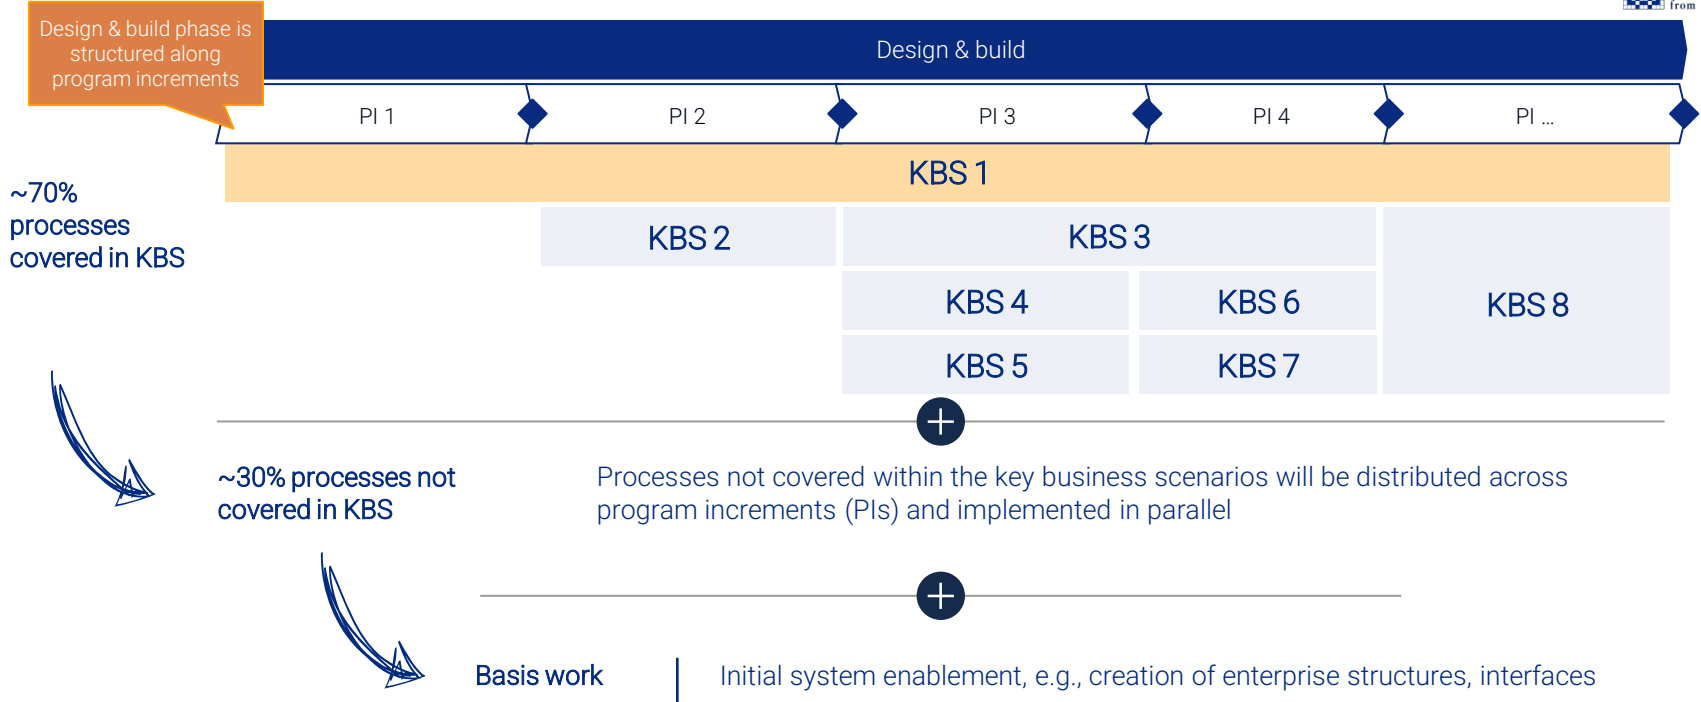 from
Design & build phase is
structured along
program increments
Design & build
PI 1
PI 2
PI 3
PI 4
PI ...
KBS 1
~70%
processes
covered in KBS
KBS 2
KBS 3
KBS 4
KBS 6
KBS 8
KBS 5
KBS 7
~30% processes not
covered in KBS
Processes not covered within the key business scenarios will be distributed across
program increments (PIs) and implemented in parallel
Basis work
Initial system enablement, e.g., creation of enterprise structures, interfaces